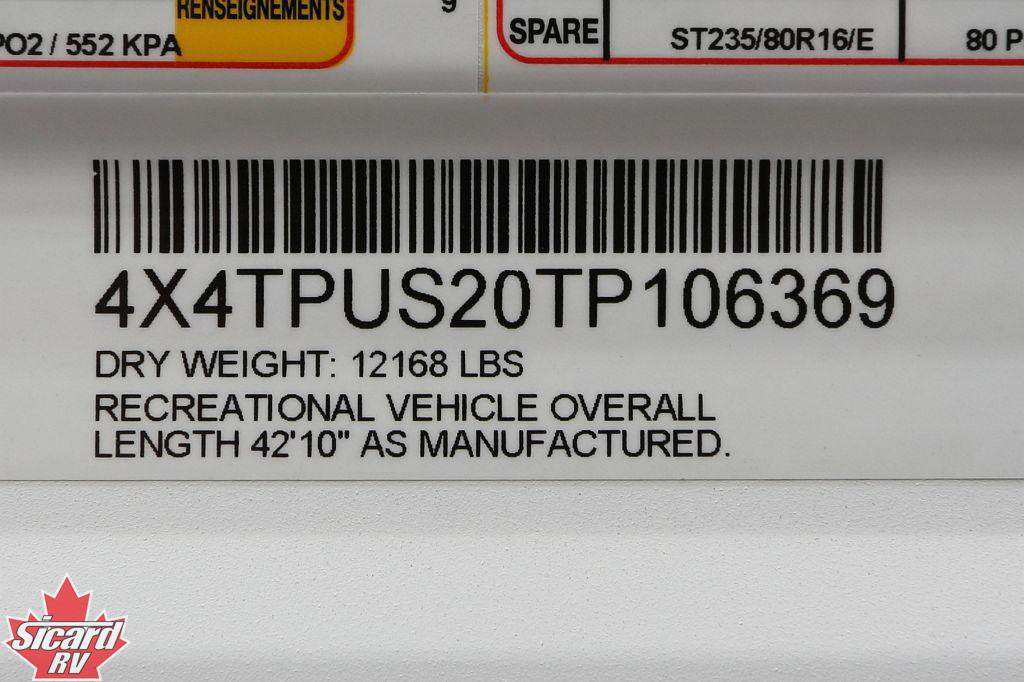 RENSEIGNEMENTS
PO2 / 552 KPA
9
SPARE
ST235/80R16/E
80 P
4X4TPUS20TP106369
DRY WEIGHT: 12168 LBS
RECREATIONAL VEHICLE OVERALL
LENGTH 42'10" AS MANUFACTURED.
Sicard
RV